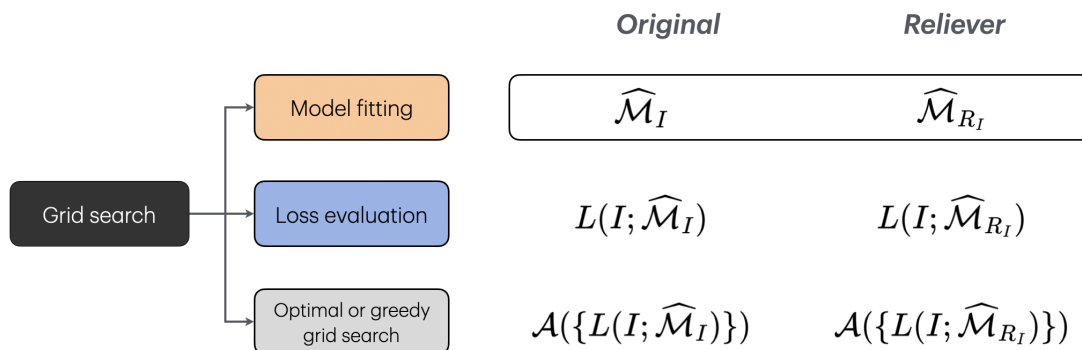 Original Reliever
Model fitting $\widehat{\mathcal{M}}_I$ $\widehat{\mathcal{M}}_{R_I}$
Grid search Loss evaluation $L(I; \widehat{\mathcal{M}}_I)$ $L(I; \widehat{\mathcal{M}}_{R_I})$
Optimal or greedy
grid search $\mathcal{A}(\{L(I; \widehat{\mathcal{M}}_I)\})$ $\mathcal{A}(\{L(I; \widehat{\mathcal{M}}_{R_I})\})$